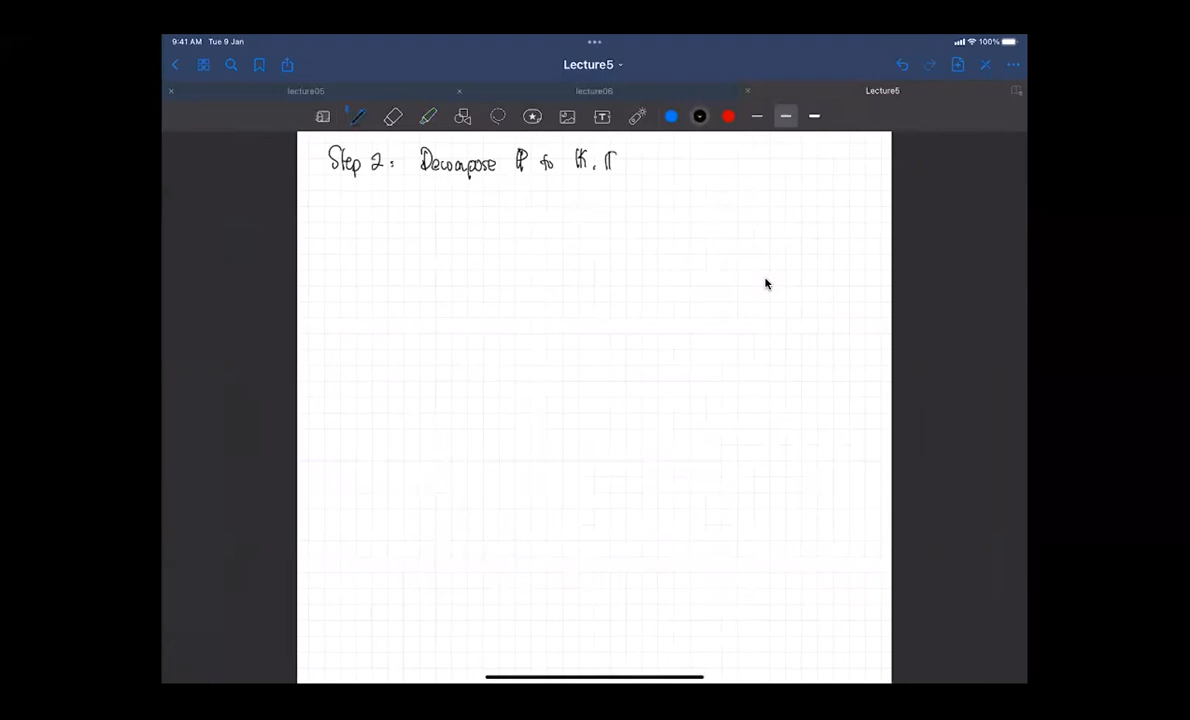 9:41 AM Tue 9 Jan
100%
Lecture5
lecture05
lecture06
Lecture5
Step 2: Decompose ℙ to 𝕂, 𝕋